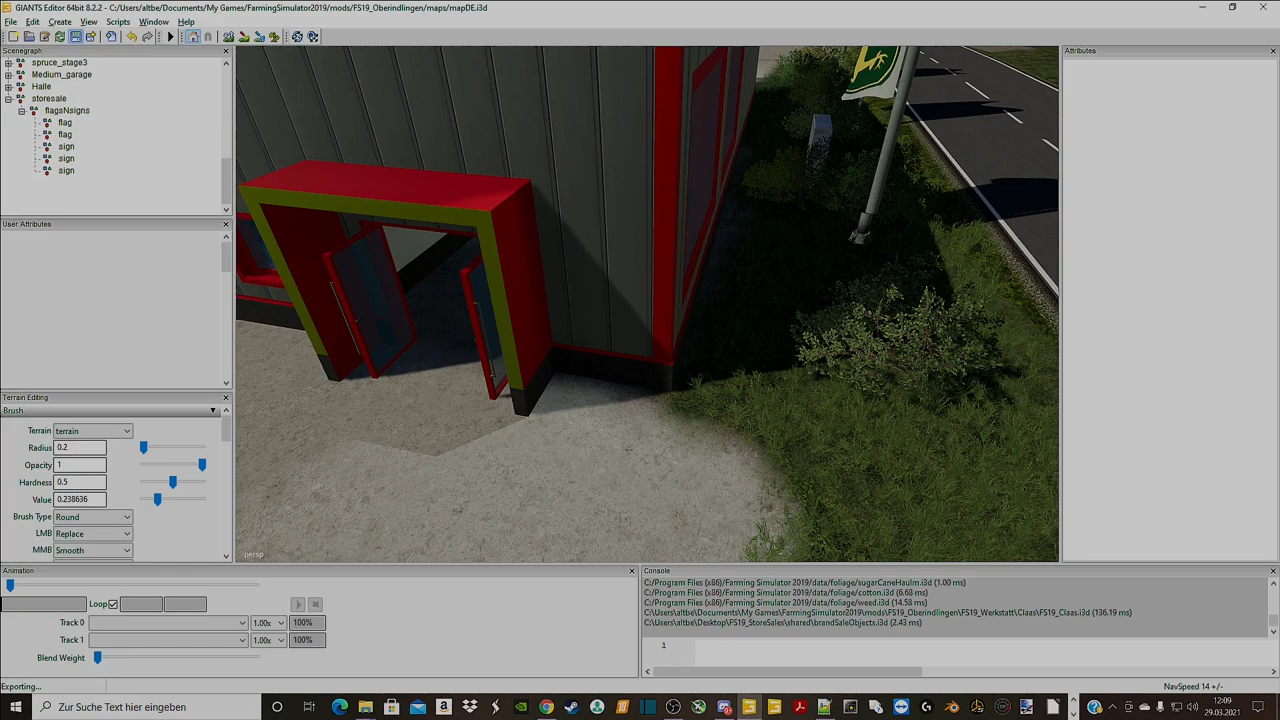 GIANTS Editor 64bit 8.2.2 - C:/Users/altbe/Documents/My Games/FarmingSimulator2019/mods/FS19_Oberindlingen/maps/mapDE.i3d
File Edit Create View Scripts Window Help
Scenegraph
spruce_stage3
Medium_garage
Halle
storesale
flagsNsigns
flag
flag
sign
sign
sign
User Attributes
Terrain Editing
Brush
Terrain terrain
Radius 0.2
Opacity 1
Hardness 0.5
Value 0.238636
Brush Type Round
LMB Replace
MMB Smooth
persp
Attributes
Animation
Loop
Track 0 1.00x 100%
Track 1 1.00x 100%
Blend Weight
Console
C:/Program Files (x86)/Farming Simulator 2019/data/foliage/sugarCaneHaulm.i3d (1.00 ms)
C:/Program Files (x86)/Farming Simulator 2019/data/foliage/cotton.i3d (6.63 ms)
C:/Program Files (x86)/Farming Simulator 2019/data/foliage/weed.i3d (14.58 ms)
C:\Users\altbe\Documents\My Games\FarmingSimulator2019\mods\FS19_Oberindlingen\FS19_Werkstatt\Claas\FS19_Claas.i3d (136.19 ms)
C:\Users\altbe\Desktop\FS19_StoreSales\shared\brandSaleObjects.i3d (2.43 ms)
1
Exporting...
NavSpeed 14 +/-
Zur Suche Text hier eingeben
12:09
29.03.2021